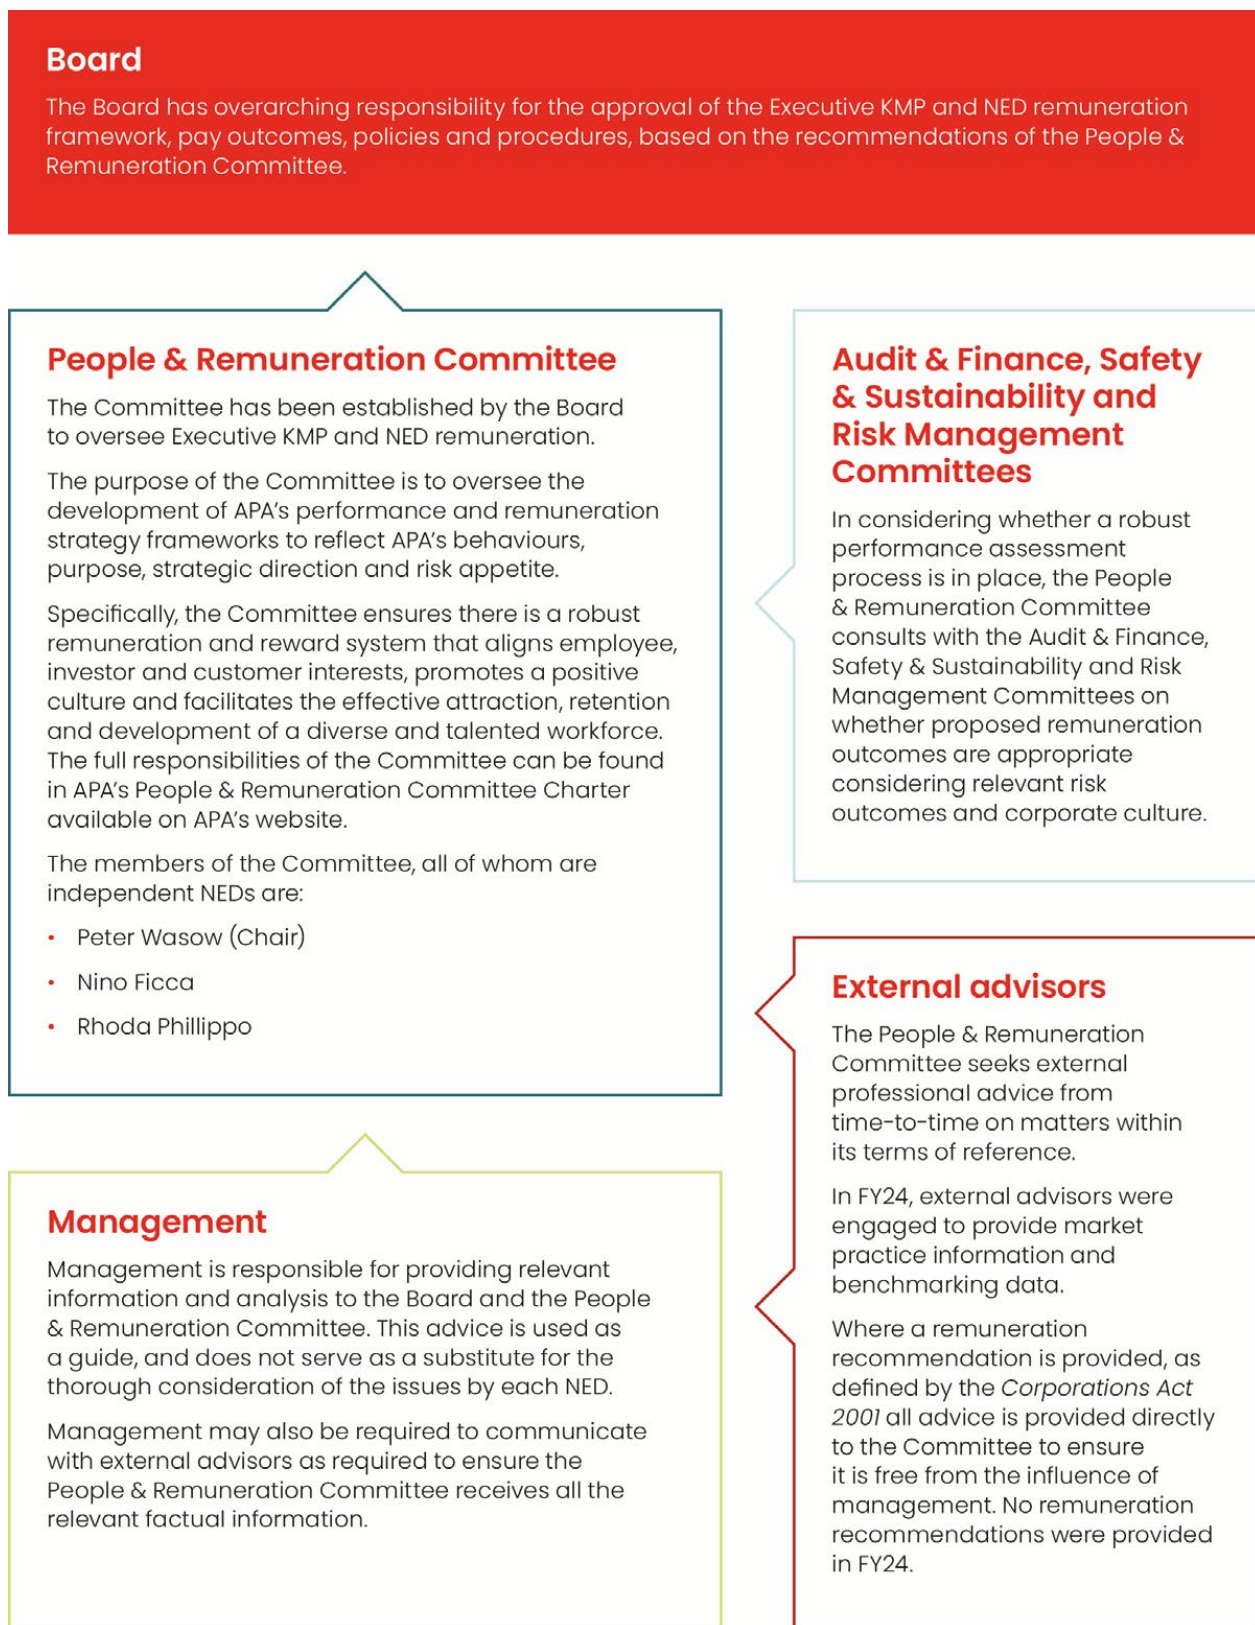 Board
The Board has overarching responsibility for the approval of the Executive KMP and NED remuneration
framework, pay outcomes, policies and procedures, based on the recommendations of the People &
Remuneration Committee.
People & Remuneration Committee
The Committee has been established by the Board
to oversee Executive KMP and NED remuneration.
The purpose of the Committee is to oversee the
development of APA's performance and remuneration
strategy frameworks to reflect APA's behaviours,
purpose, strategic direction and risk appetite.
Specifically, the Committee ensures there is a robust
remuneration and reward system that aligns employee,
investor and customer interests, promotes a positive
culture and facilitates the effective attraction, retention
and development of a diverse and talented workforce.
The full responsibilities of the Committee can be found
in APA's People & Remuneration Committee Charter
available on APA's website.
The members of the Committee, all of whom are
independent NEDs are:
• Peter Wasow (Chair)
• Nino Ficca
• Rhoda Phillippo
Audit & Finance, Safety
& Sustainability and
Risk Management
Committees
In considering whether a robust
performance assessment
process is in place, the People
& Remuneration Committee
consults with the Audit & Finance,
Safety & Sustainability and Risk
Management Committees on
whether proposed remuneration
outcomes are appropriate
considering relevant risk
outcomes and corporate culture.
Management
Management is responsible for providing relevant
information and analysis to the Board and the People
& Remuneration Committee. This advice is used as
a guide, and does not serve as a substitute for the
thorough consideration of the issues by each NED.
Management may also be required to communicate
with external advisors as required to ensure the
People & Remuneration Committee receives all the
relevant factual information.
External advisors
The People & Remuneration
Committee seeks external
professional advice from
time-to-time on matters within
its terms of reference.
In FY24, external advisors were
engaged to provide market
practice information and
benchmarking data.
Where a remuneration
recommendation is provided, as
defined by the Corporations Act
2001 all advice is provided directly
to the Committee to ensure
it is free from the influence of
management. No remuneration
recommendations were provided
in FY24.